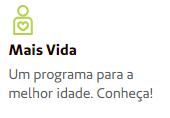 Mais Vida
Um programa para a
melhor idade. Conheça!